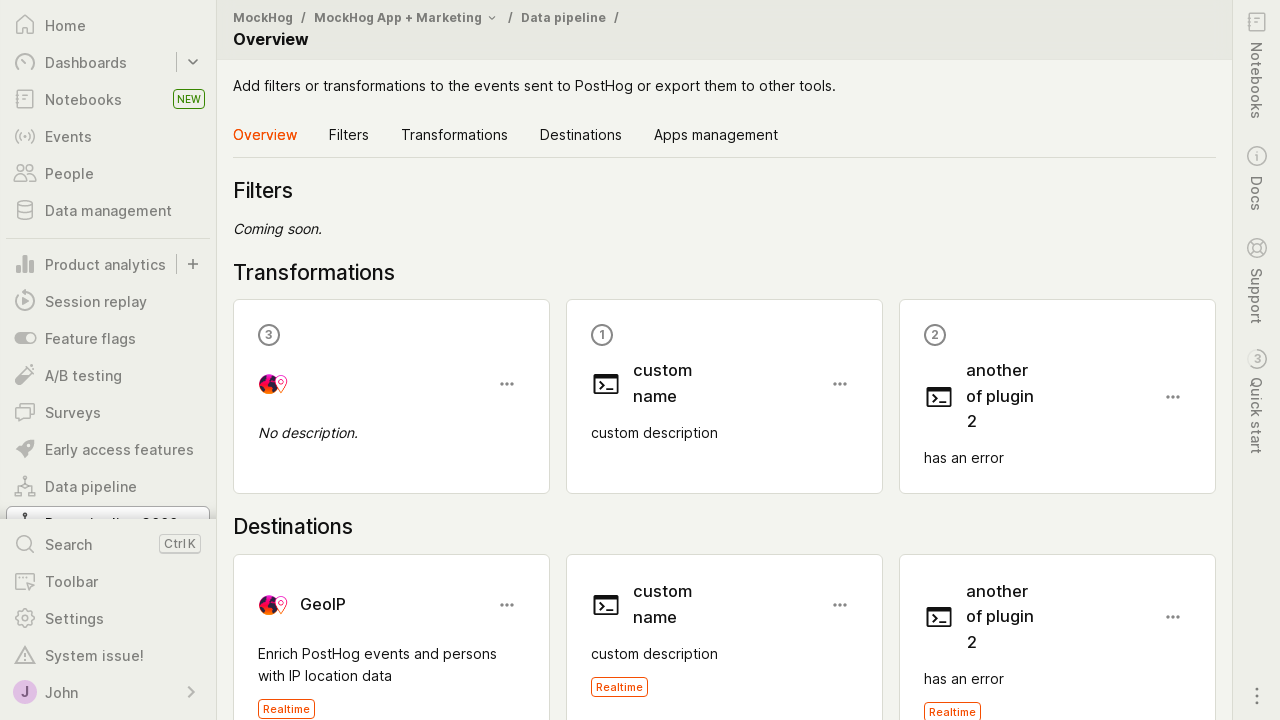 Home
Dashboards
Notebooks
NEW
Events
People
Data management
Product analytics
Session replay
Feature flags
A/B testing
Surveys
Early access features
Data pipeline
Search
Ctrl K
Toolbar
Settings
System issue!
J
John
MockHog / MockHog App + Marketing / Data pipeline /
Overview
Add filters or transformations to the events sent to PostHog or export them to other tools.
Overview Filters Transformations Destinations Apps management
Filters
Coming soon.
Transformations
3
No description.
1
custom
name
custom description
2
another
of plugin
2
has an error
Destinations
GeoIP
Enrich PostHog events and persons
with IP location data
Realtime
custom
name
custom description
Realtime
another
of plugin
2
has an error
Realtime
Notebooks
Docs
Support
3
Quick start